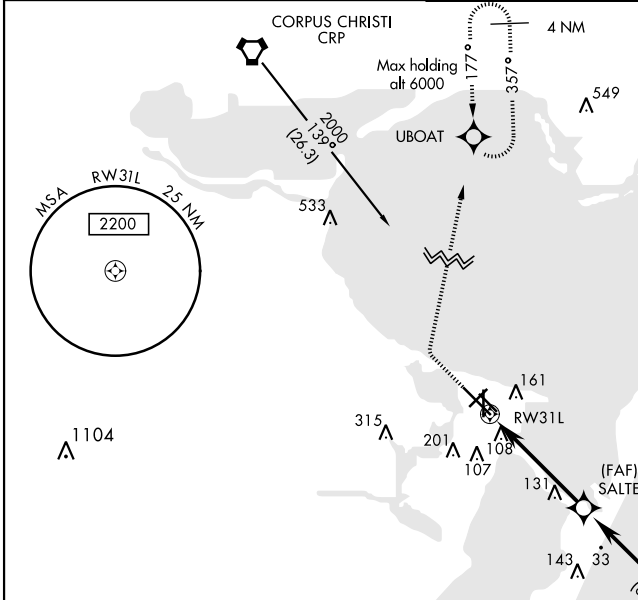 CORPUS CHRISTI
CRP
4 NM
Max holding
alt 6000
177°
357°
549
UBOAT
2000
139°
(26.3)
MSA RW31L 25 NM
2200
533
161
RW31L
315
1104
201
108
107
(FAF)
SALTE
131
143
33